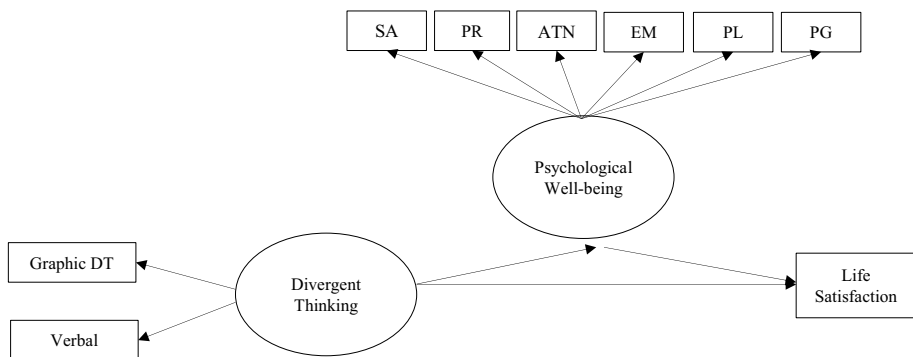 SA
PR
ATN
EM
PL
PG
Psychological
Well-being
Graphic DT
Divergent
Thinking
Life
Satisfaction
Verbal